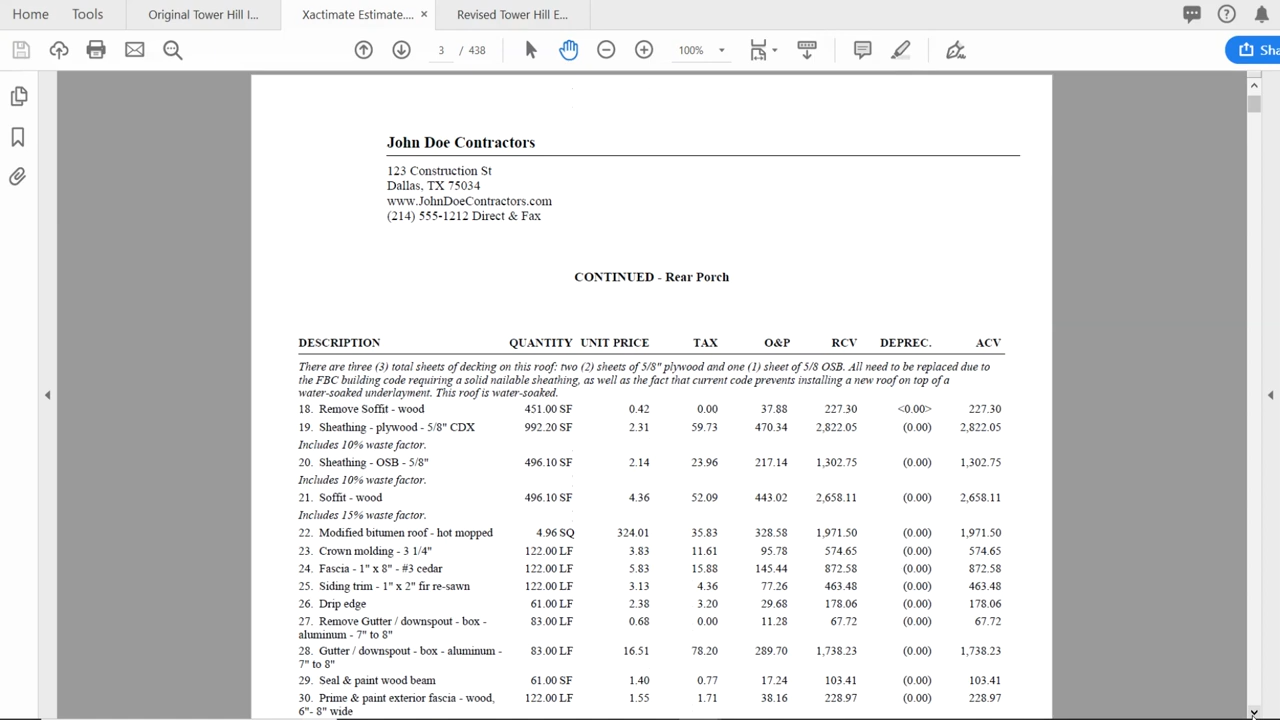 Home Tools Original Tower Hill I... Xactimate Estimate.... × Revised Tower Hill E...
3 / 438 100% Sha
John Doe Contractors
123 Construction St
Dallas, TX 75034
www.JohnDoeContractors.com
(214) 555-1212 Direct & Fax
CONTINUED - Rear Porch
DESCRIPTION QUANTITY UNIT PRICE TAX O&P RCV DEPREC. ACV
There are three (3) total sheets of decking on this roof: two (2) sheets of 5/8" plywood and one (1) sheet of 5/8 OSB. All need to be replaced due to
the FBC building code requiring a solid nailable sheathing, as well as the fact that current code prevents installing a new roof on top of a
water-soaked underlayment. This roof is water-soaked.
18. Remove Soffit - wood 451.00 SF 0.42 0.00 37.88 227.30 <0.00> 227.30
19. Sheathing - plywood - 5/8" CDX 992.20 SF 2.31 59.73 470.34 2,822.05 (0.00) 2,822.05
Includes 10% waste factor.
20. Sheathing - OSB - 5/8" 496.10 SF 2.14 23.96 217.14 1,302.75 (0.00) 1,302.75
Includes 10% waste factor.
21. Soffit - wood 496.10 SF 4.36 52.09 443.02 2,658.11 (0.00) 2,658.11
Includes 15% waste factor.
22. Modified bitumen roof - hot mopped 4.96 SQ 324.01 35.83 328.58 1,971.50 (0.00) 1,971.50
23. Crown molding - 3 1/4" 122.00 LF 3.83 11.61 95.78 574.65 (0.00) 574.65
24. Fascia - 1" x 8" - #3 cedar 122.00 LF 5.83 15.88 145.44 872.58 (0.00) 872.58
25. Siding trim - 1" x 2" fir re-sawn 122.00 LF 3.13 4.36 77.26 463.48 (0.00) 463.48
26. Drip edge 61.00 LF 2.38 3.20 29.68 178.06 (0.00) 178.06
27. Remove Gutter / downspout - box - 83.00 LF 0.68 0.00 11.28 67.72 (0.00) 67.72
aluminum - 7" to 8"
28. Gutter / downspout - box - aluminum - 83.00 LF 16.51 78.20 289.70 1,738.23 (0.00) 1,738.23
7" to 8"
29. Seal & paint wood beam 61.00 SF 1.40 0.77 17.24 103.41 (0.00) 103.41
30. Prime & paint exterior fascia - wood, 122.00 LF 1.55 1.71 38.16 228.97 (0.00) 228.97
6"- 8" wide